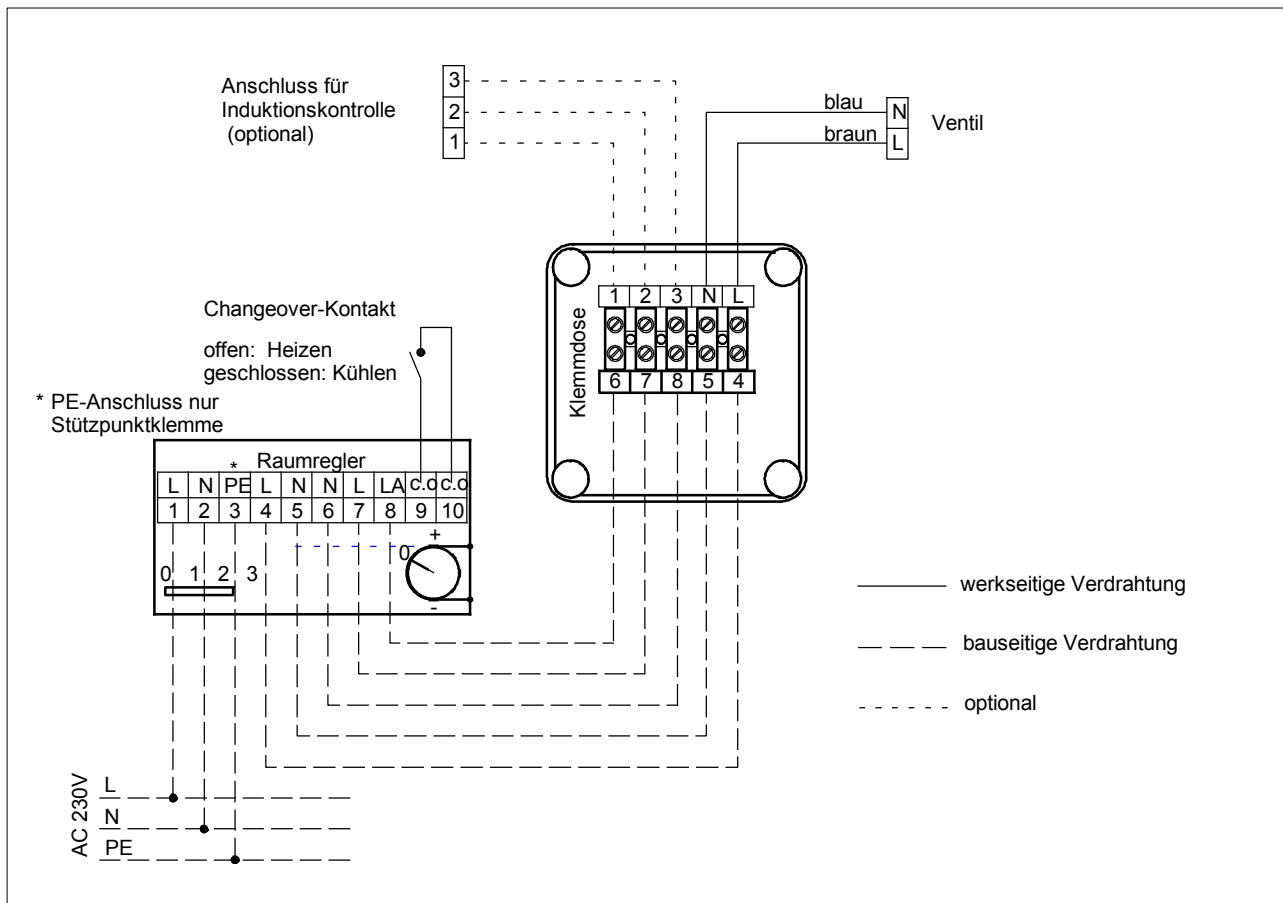 Anschluss für
Induktionskontrolle
(optional)
3
2
1
blau
braun
N
L
Ventil
Klemmdose
1 2 3 N L
6 7 8 5 4
Changeover-Kontakt
offen: Heizen
geschlossen: Kühlen
* PE-Anschluss nur
Stützpunktklemme
* Raumregler
L N PE L N N L LA c.o c.o
1 2 3 4 5 6 7 8 9 10
0 1 2 3
+
0
-
werkseitige Verdrahtung
bauseitige Verdrahtung
optional
AC 230V
L
N
PE